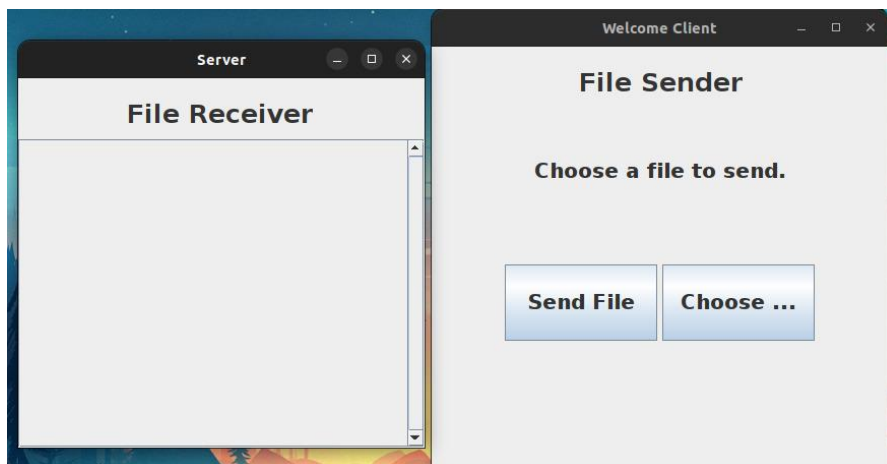 Server
File Receiver
Welcome Client
File Sender
Choose a file to send.
Send File
Choose ...